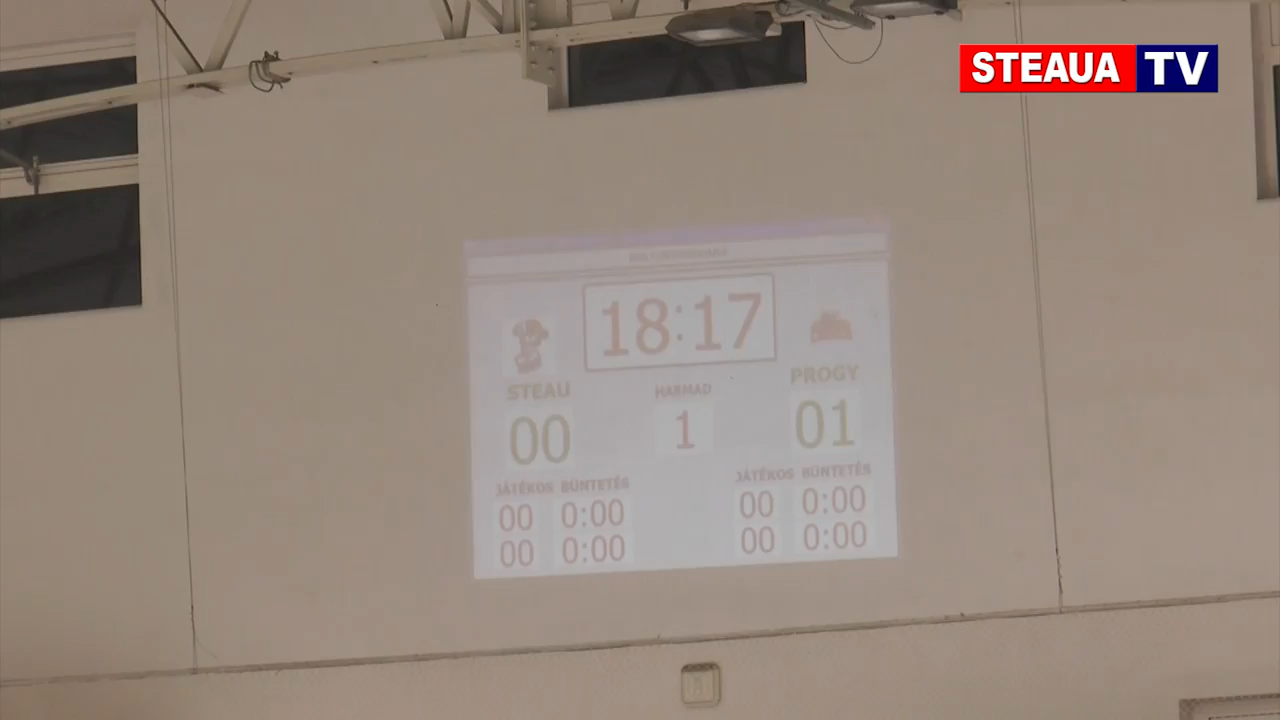 STEAUA TV
18:17
STEAU HARMAD PROGY
00 1 01
JÁTÉKOS BÜNTETÉS JÁTÉKOS BÜNTETÉS
00 0:00 00 0:00
00 0:00 00 0:00